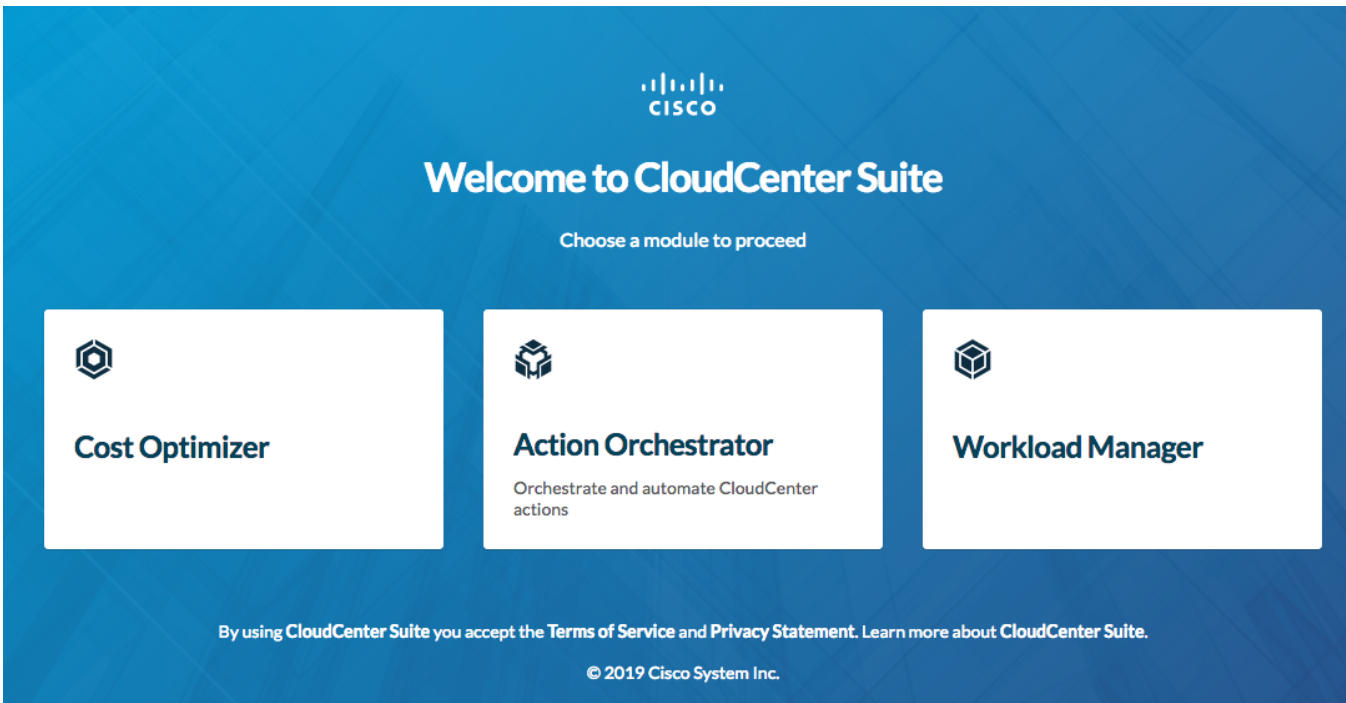 CISCO
Welcome to CloudCenter Suite
Choose a module to proceed
Cost Optimizer
Action Orchestrator
Orchestrate and automate CloudCenter
actions
Workload Manager
By using CloudCenter Suite you accept the Terms of Service and Privacy Statement. Learn more about CloudCenter Suite.
© 2019 Cisco System Inc.